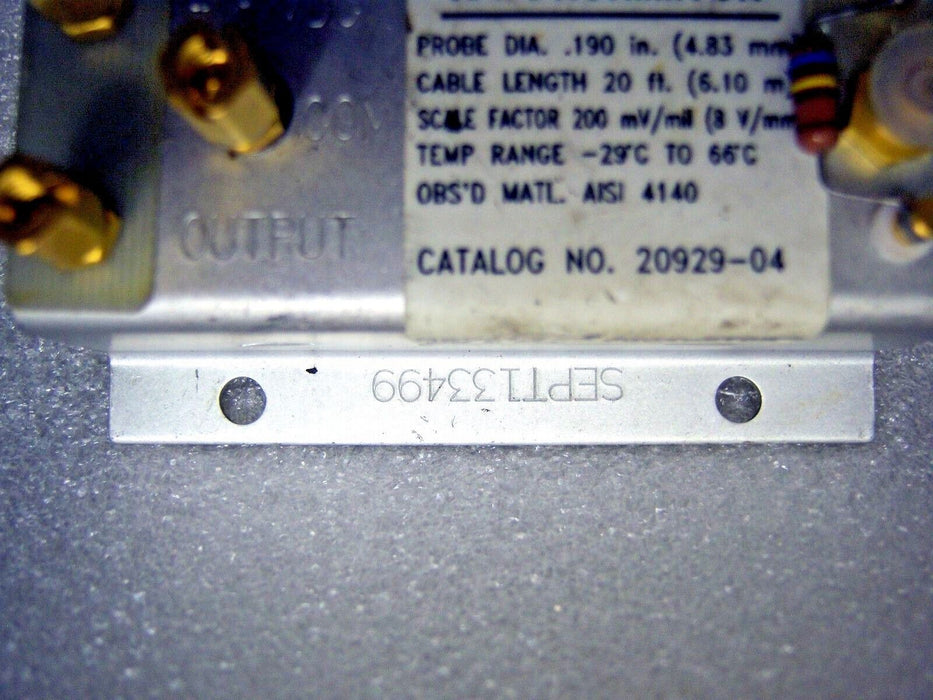 PROBE DIA. .190 in. (4.83 mm
CABLE LENGTH 20 ft. (6.10 m)
SCALE FACTOR 200 mV/mil (8 V/mm
TEMP RANGE -29°C TO 66°C
OBS'D MATL. AISI 4140
CATALOG NO. 20929-04
OUTPUT
SEPT133499